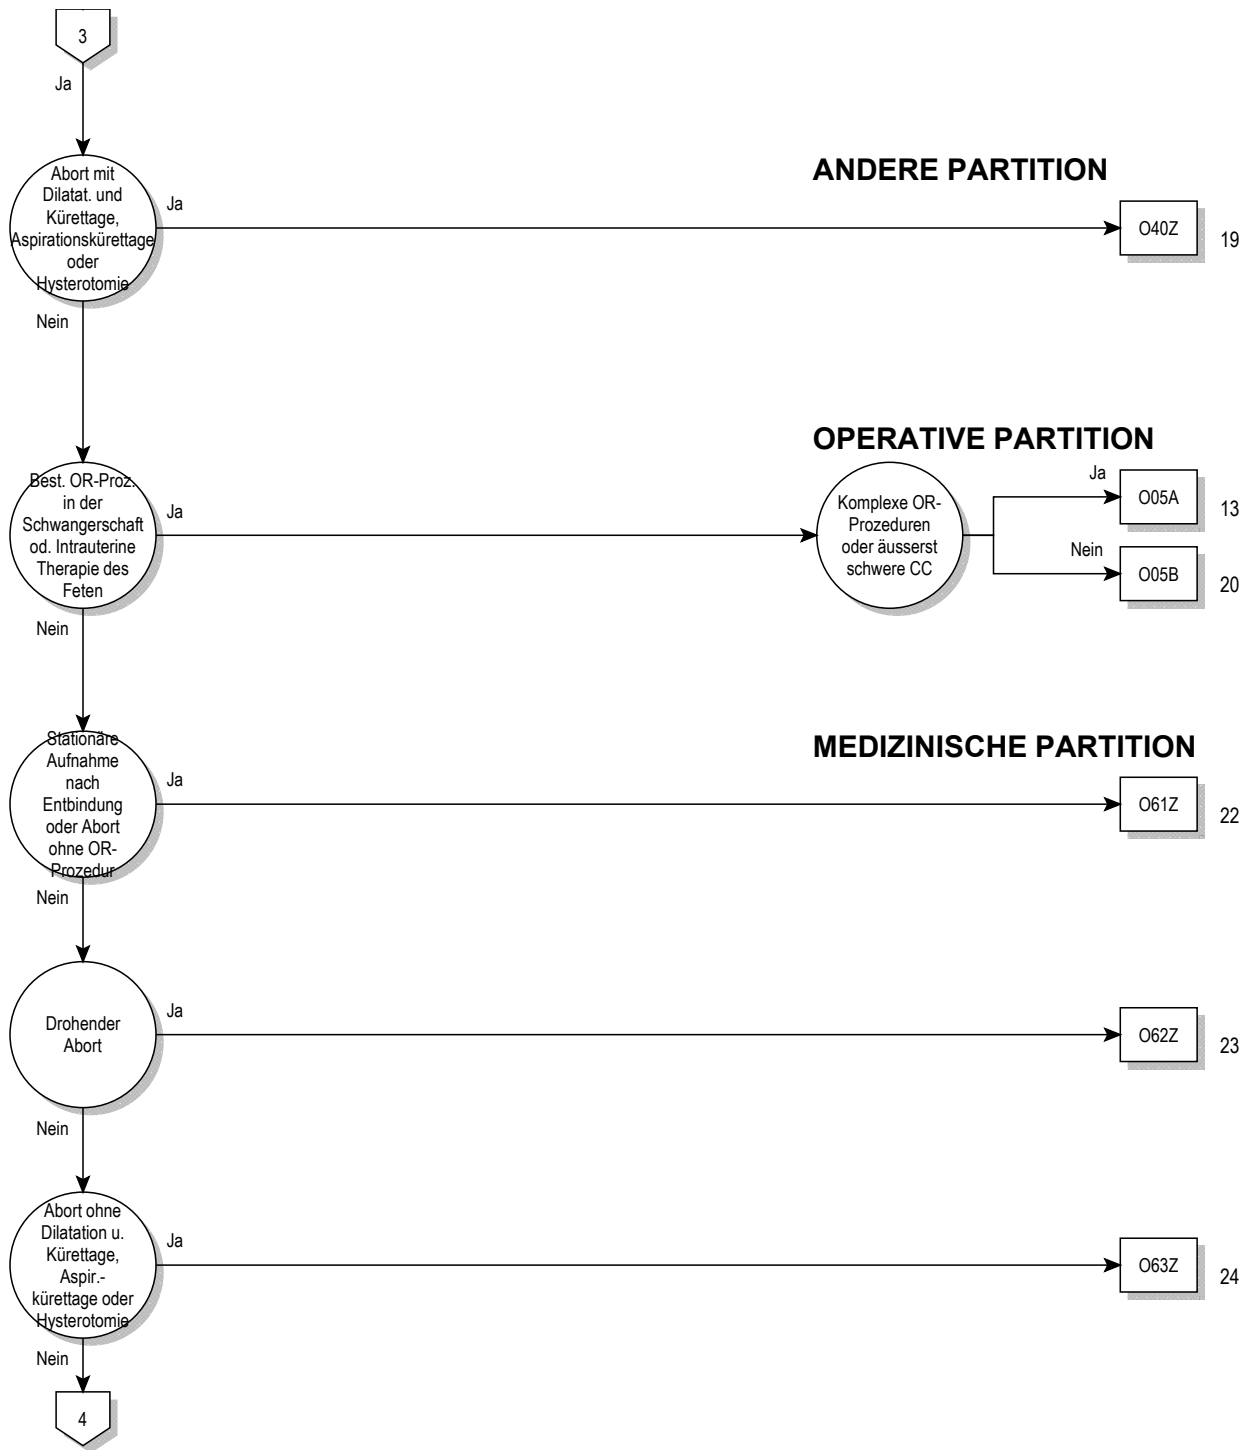 3
Ja
Abort mit
Dilatat. und
Kürettage,
Aspirationskürettage
oder
Hysterotomie
Ja
ANDERE PARTITION
O40Z
19
Nein
Best. OR-Proz.
in der
Schwangerschaft
od. Intrauterine
Therapie des
Feten
Ja
OPERATIVE PARTITION
Komplexe OR-
Prozeduren
oder äusserst
schwere CC
Ja
O05A
13
Nein
O05B
20
Nein
Stationäre
Aufnahme
nach
Entbindung
oder Abort
ohne OR-
Prozedur
Ja
MEDIZINISCHE PARTITION
O61Z
22
Nein
Drohender
Abort
Ja
O62Z
23
Nein
Abort ohne
Dilatation u.
Kürettage,
Aspir.-
kürettage oder
Hysterotomie
Ja
O63Z
24
Nein
4